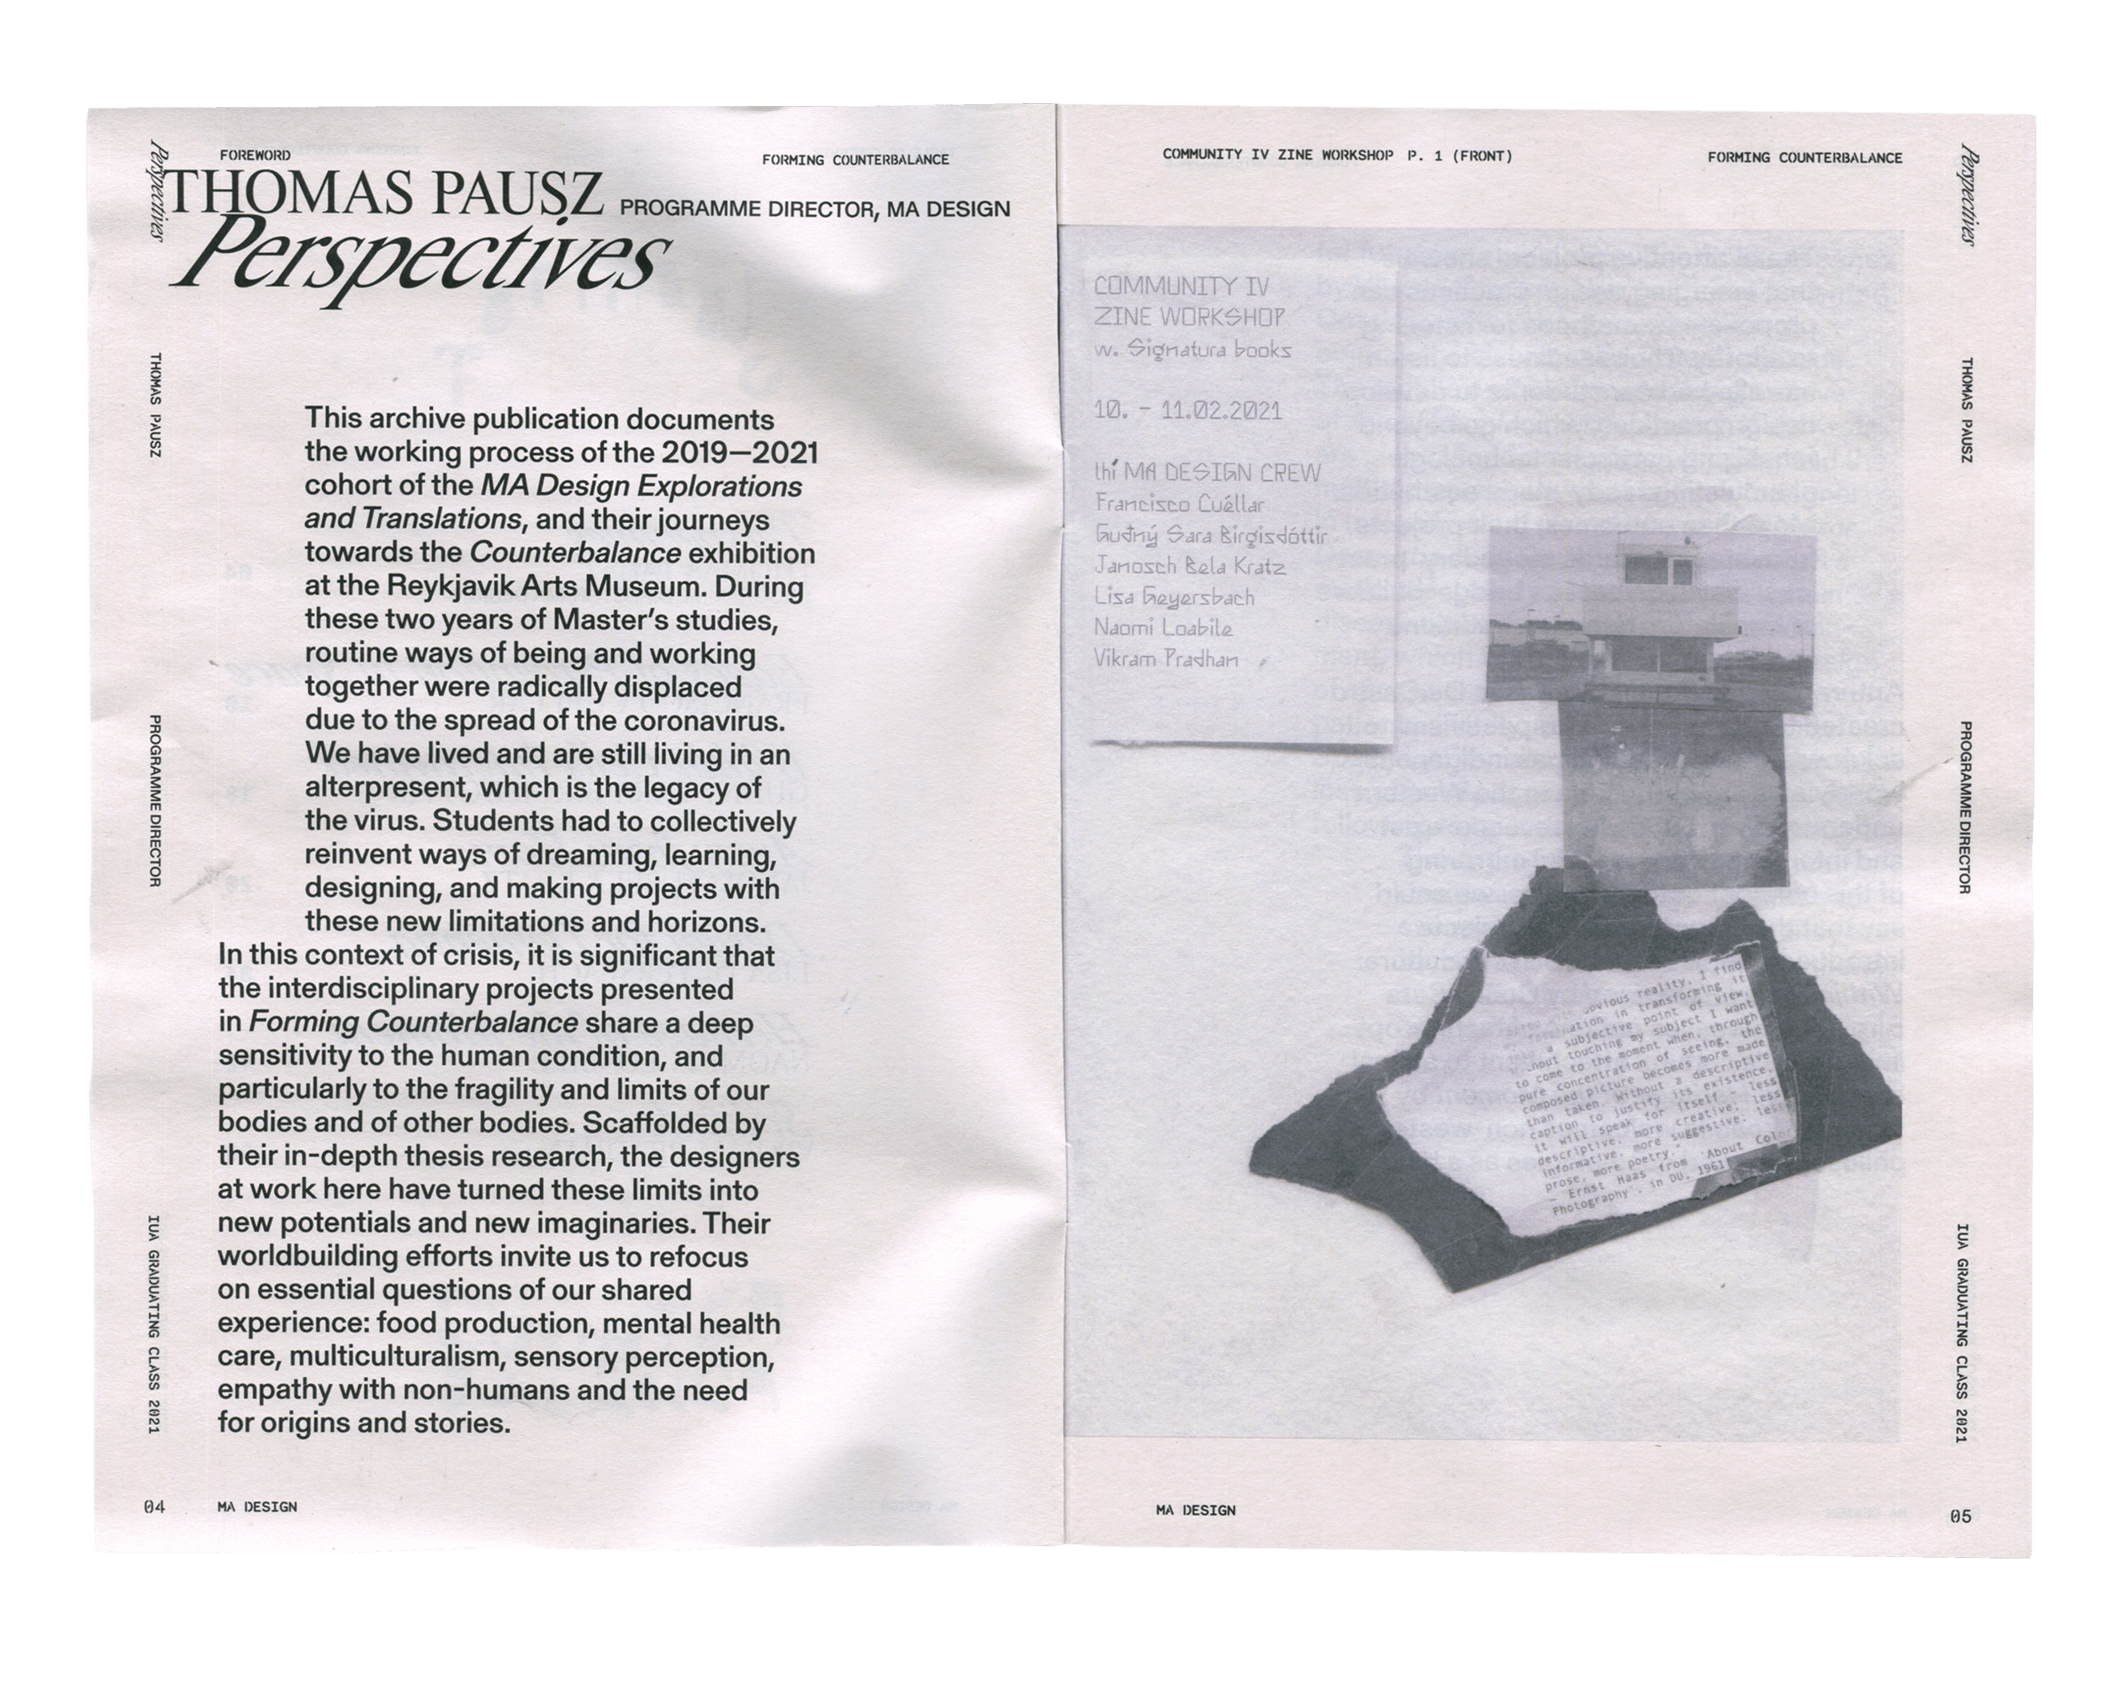 FOREWORD
FORMING COUNTERBALANCE
THOMAS PAUSZ PROGRAMME DIRECTOR, MA DESIGN
Perspectives
This archive publication documents
the working process of the 2019—2021
cohort of the MA Design Explorations
and Translations, and their journeys
towards the Counterbalance exhibition
at the Reykjavik Arts Museum. During
these two years of Master’s studies,
routine ways of being and working
together were radically displaced
due to the spread of the coronavirus.
We have lived and are still living in an
alterpresent, which is the legacy of
the virus. Students had to collectively
reinvent ways of dreaming, learning,
designing, and making projects with
these new limitations and horizons.
In this context of crisis, it is significant that
the interdisciplinary projects presented
in Forming Counterbalance share a deep
sensitivity to the human condition, and
particularly to the fragility and limits of our
bodies and of other bodies. Scaffolded by
their in-depth thesis research, the designers
at work here have turned these limits into
new potentials and new imaginaries. Their
worldbuilding efforts invite us to refocus
on essential questions of our shared
experience: food production, mental health
care, multiculturalism, sensory perception,
empathy with non-humans and the need
for origins and stories.
Perspectives
THOMAS PAUSZ
PROGRAMME DIRECTOR
IUA GRADUATING CLASS 2021
04
MA DESIGN
COMMUNITY IV ZINE WORKSHOP P. 1 (FRONT)
FORMING COUNTERBALANCE
COMMUNITY IV
ZINE WORKSHOP
w. Signatura books
10. - 11.02.2021
lhí MA DESIGN CREW
Francisco Cuéllar
Guðný Sara Birgisdóttir
Janosch Bela Kratz
Lisa Geyersbach
Naomi Loabile
Vikram Pradhan
obvious reality. I find
in transforming it
a subjective point of view.
touching my subject I want
to come to the moment when, through
pure concentration of seeing, the
composed picture becomes more made
than taken. Without a descriptive
caption to justify its existence,
it will speak for itself - less
descriptive, more creative; less
informative, more suggestive. less
prose, more poetry."
- Ernst Haas from 'About Color
Photography', in DU, 1961
Perspectives
THOMAS PAUSZ
PROGRAMME DIRECTOR
IUA GRADUATING CLASS 2021
MA DESIGN
05